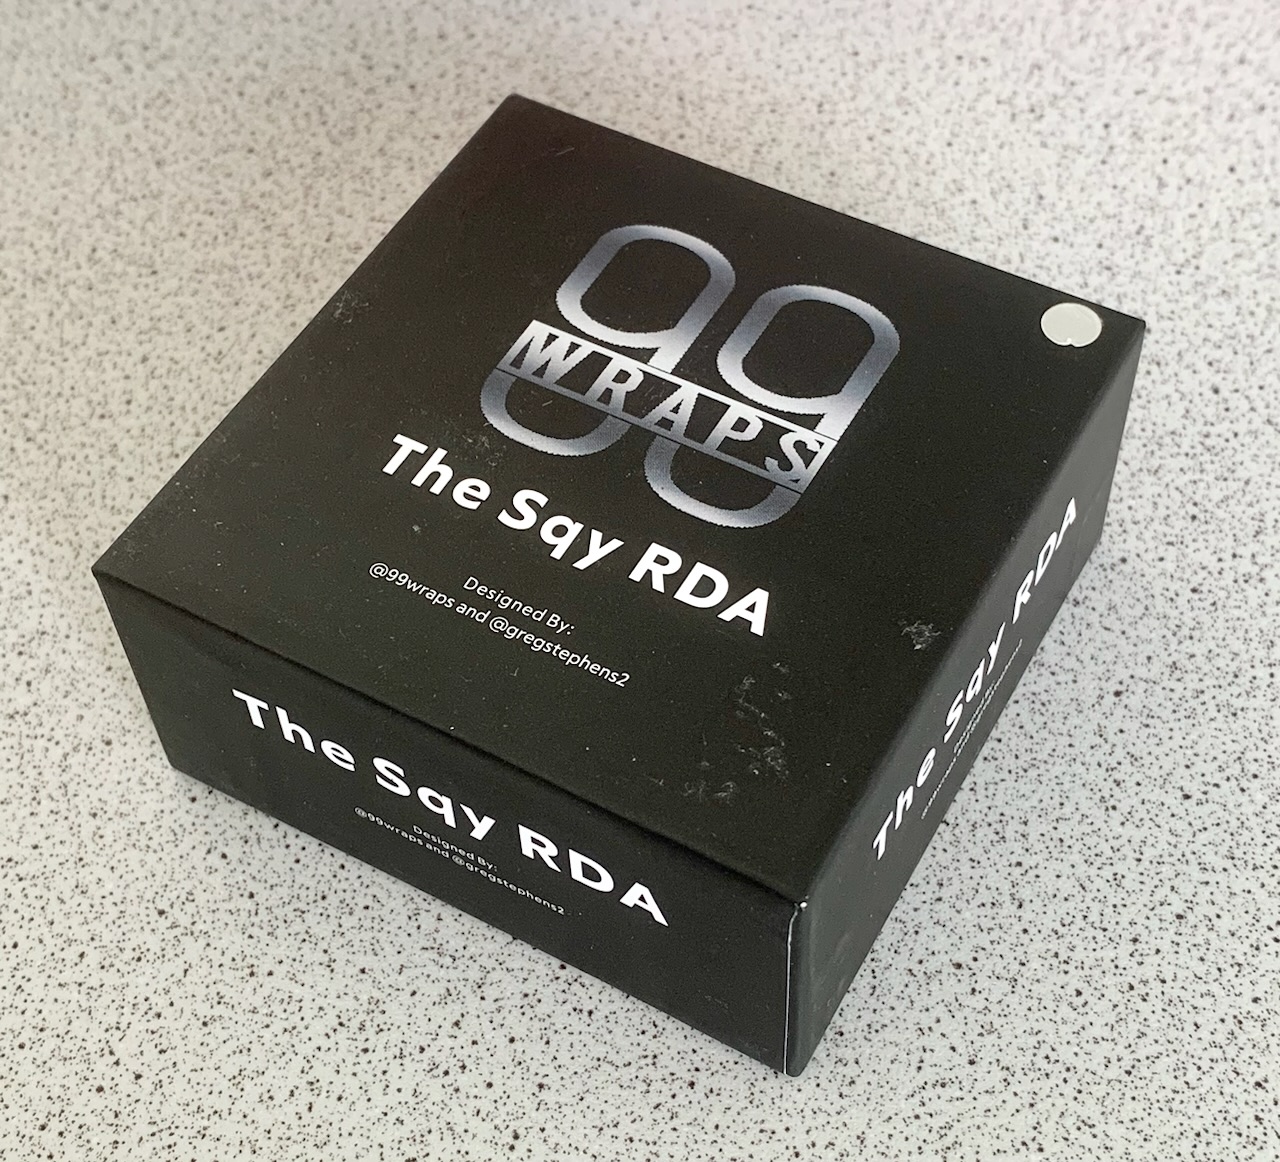 99
WRAPS
The Sqy RDA
Designed By:
@99wraps and @gregstephens2
The Sqy RDA
Designed By:
@99wraps and @gregstephens2
The Sqy RDA